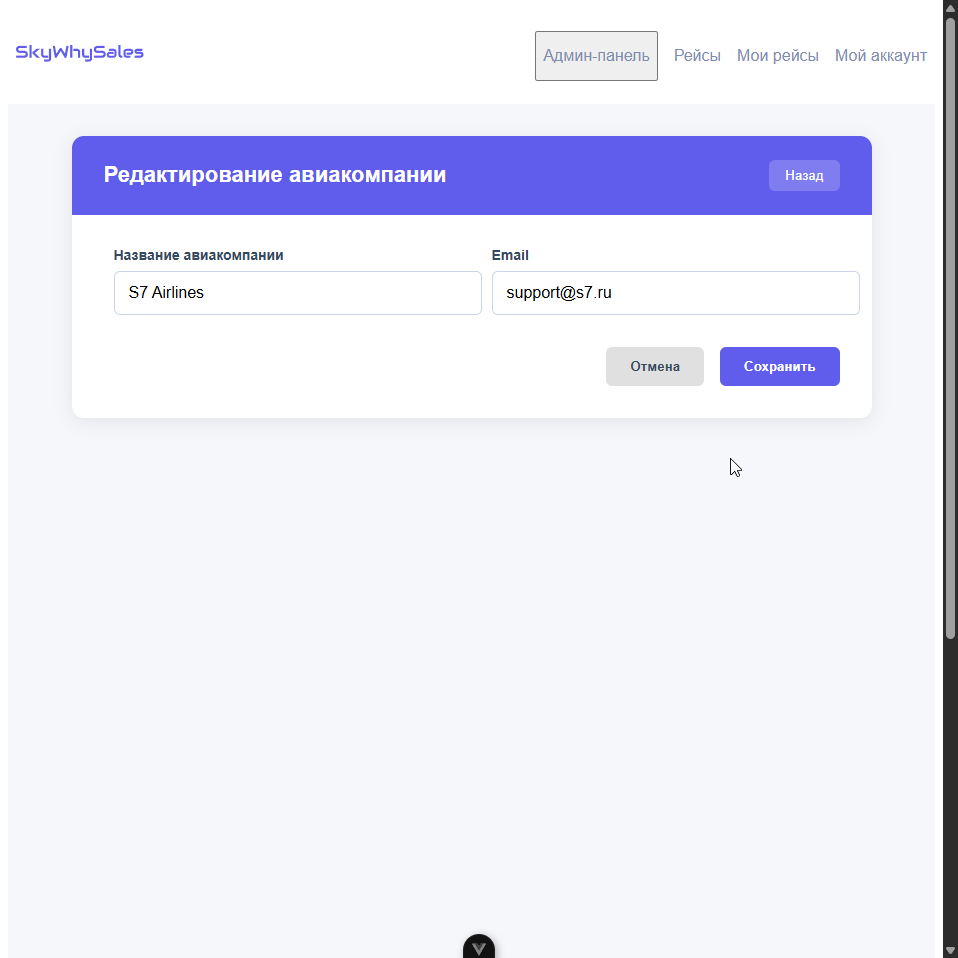 SkyWhySales
Админ-панель Рейсы Мои рейсы Мой аккаунт
Редактирование авиакомпании Назад
Название авиакомпании Email
S7 Airlines support@s7.ru
Отмена Сохранить